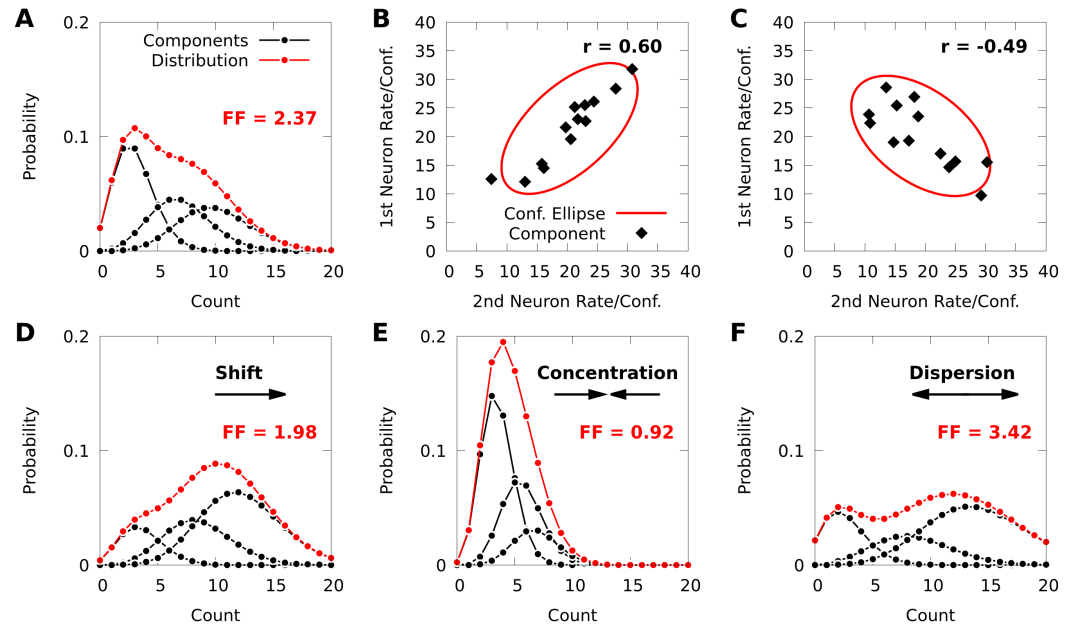 A
0.2
0.1
0
Probability
Components
Distribution
FF = 2.37
0 5 10 15 20
Count
B
40
35
30
25
20
15
10
5
0
1st Neuron Rate/Conf.
r = 0.60
Conf. Ellipse
Component
0 5 10 15 20 25 30 35 40
2nd Neuron Rate/Conf.
C
40
35
30
25
20
15
10
5
0
1st Neuron Rate/Conf.
r = -0.49
0 5 10 15 20 25 30 35 40
2nd Neuron Rate/Conf.
D
0.2
0.1
0
Probability
Shift
FF = 1.98
0 5 10 15 20
Count
E
0.2
0.1
0
Probability
Concentration
FF = 0.92
0 5 10 15 20
Count
F
0.2
0.1
0
Probability
Dispersion
FF = 3.42
0 5 10 15 20
Count